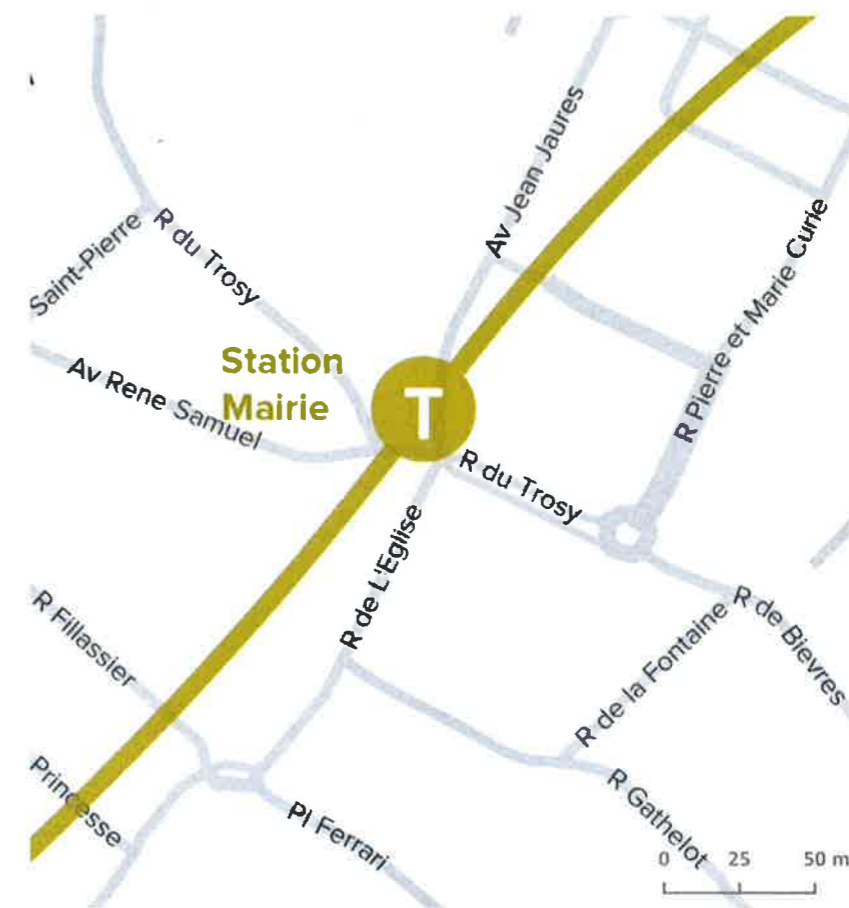 Av Jean Jaures
R du Trosy
Saint-Pierre
R Pierre et Marie Curie
Station
Mairie
T
Av Rene Samuel
R du Trosy
R de L'Eglise
R Fillassier
R de la Fontaine
R de Bievres
Princesse
Pl Ferrari
R Gathelot
0 25 50 m